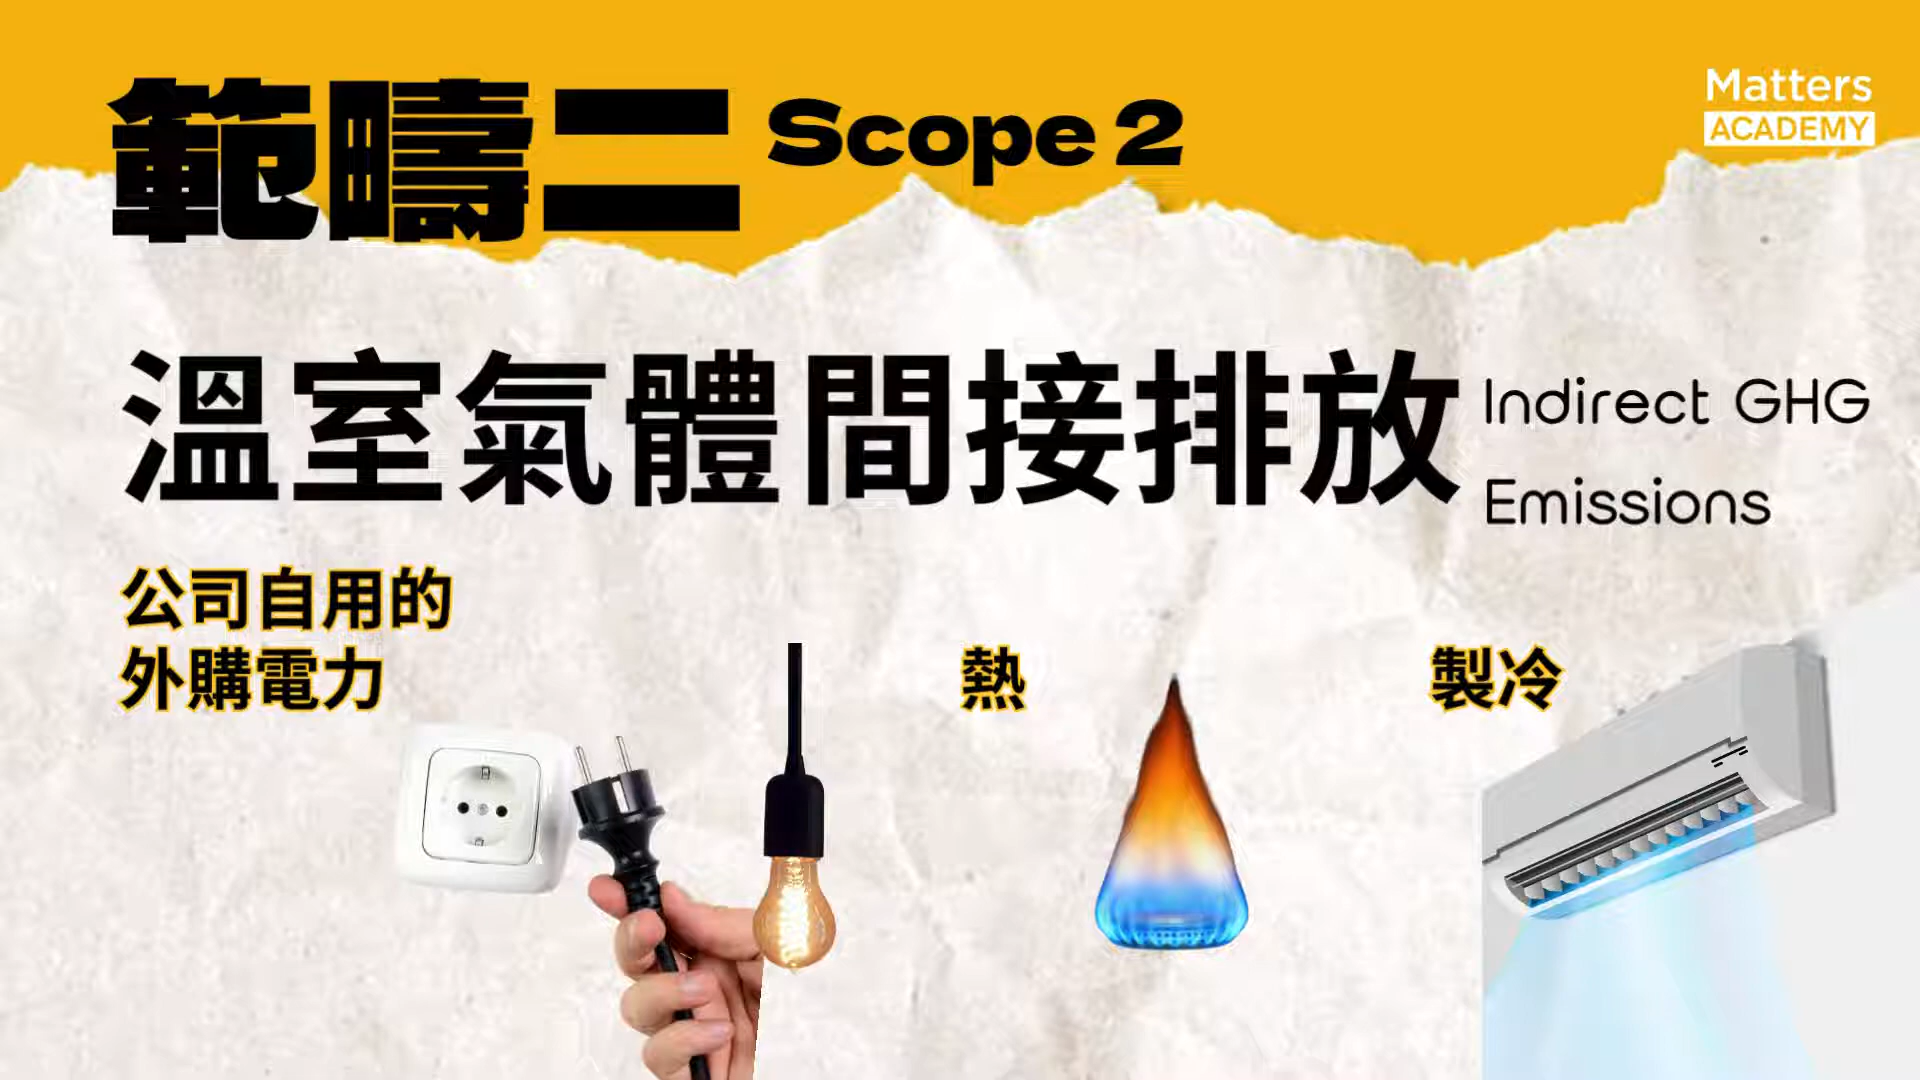 範疇二 Scope 2
Matters
ACADEMY
溫室氣體間接排放 Indirect GHG
Emissions
公司自用的
外購電力
熱
製冷